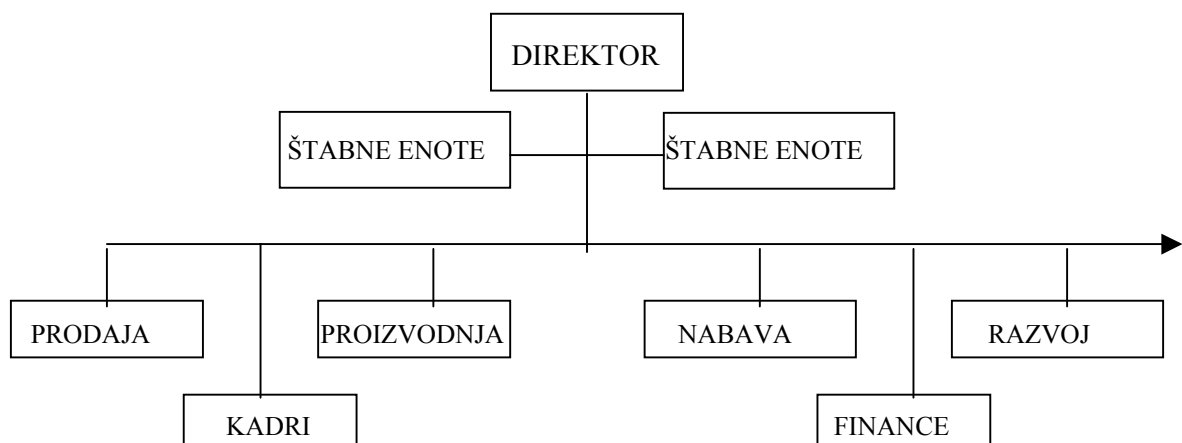 DIREKTOR
ŠTABNE ENOTE
ŠTABNE ENOTE
PRODAJA
PROIZVODNJA
NABAVA
RAZVOJ
KADRI
FINANCE